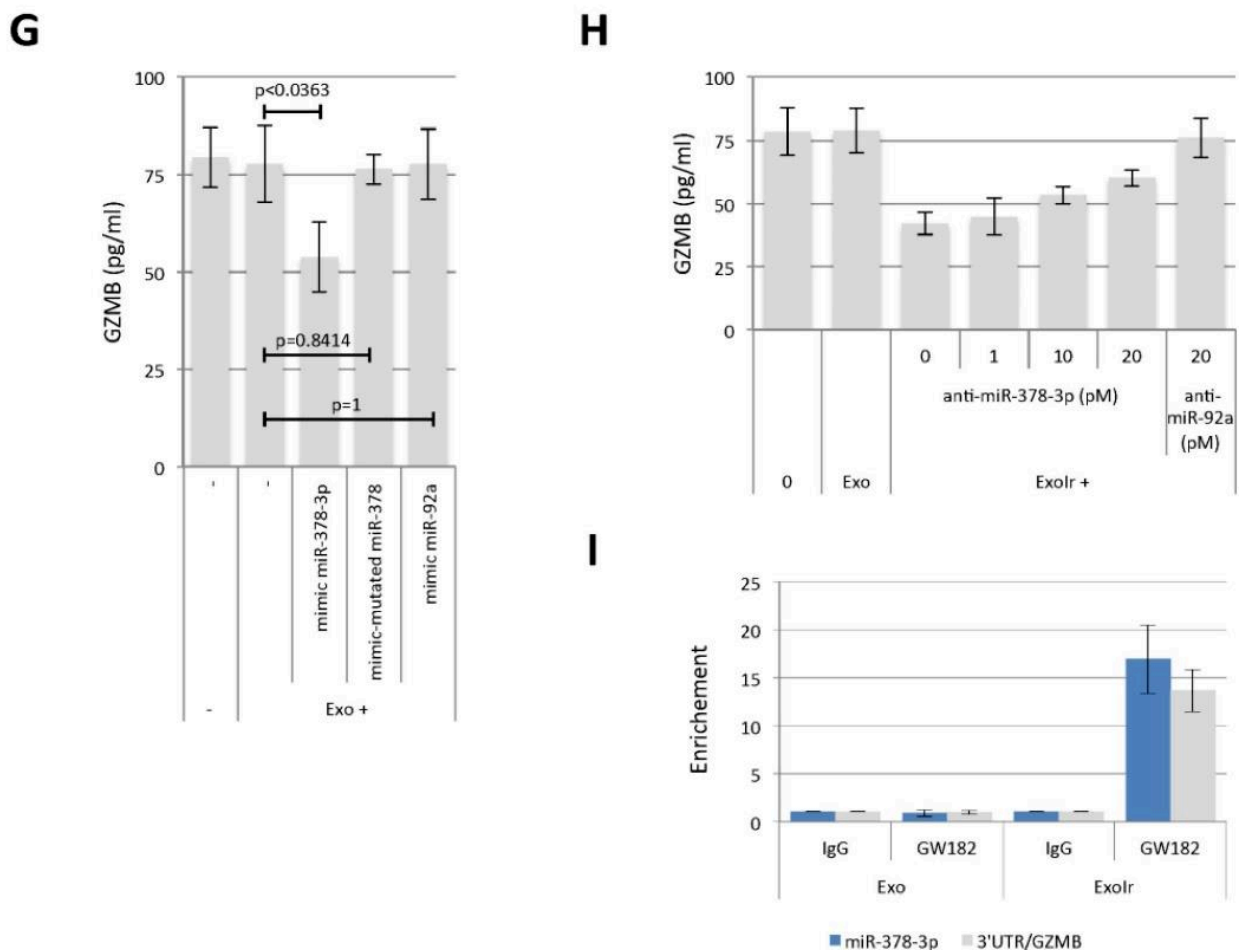 G
100
75
50
25
0
GZMB (pg/ml)
p<0.0363
p=0.8414
p=1
-
-
mimic miR-378-3p
mimic-mutated miR-378
mimic miR-92a
-
Exo +
H
100
75
50
25
0
GZMB (pg/ml)
0 1 10 20 20
anti-miR-378-3p (pM)
anti-
miR-92a
(pM)
0 Exo ExoIr +
I
25
20
15
10
5
0
Enrichement
IgG GW182 IgG GW182
Exo ExoIr
miR-378-3p 3'UTR/GZMB